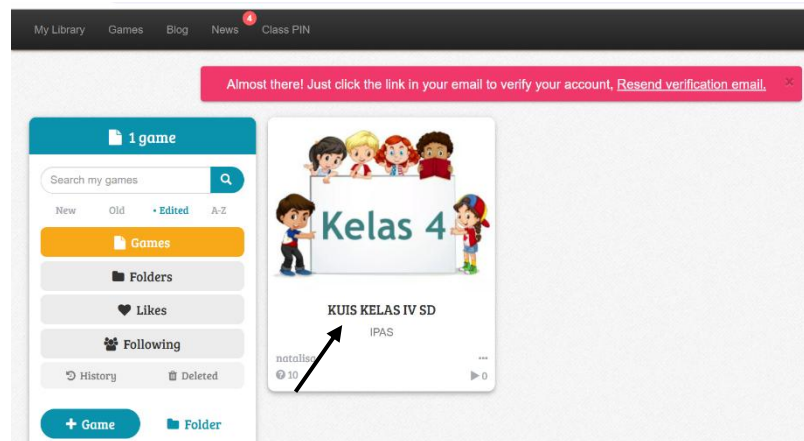 My Library Games Blog News 4 Class PIN
Almost there! Just click the link in your email to verify your account, Resend verification email. ×
1 game
Search my games
New Old • Edited A-Z
Games
Folders
Likes
Following
History Deleted
+ Game Folder
Kelas 4
KUIS KELAS IV SD
IPAS
natalisa
10 0